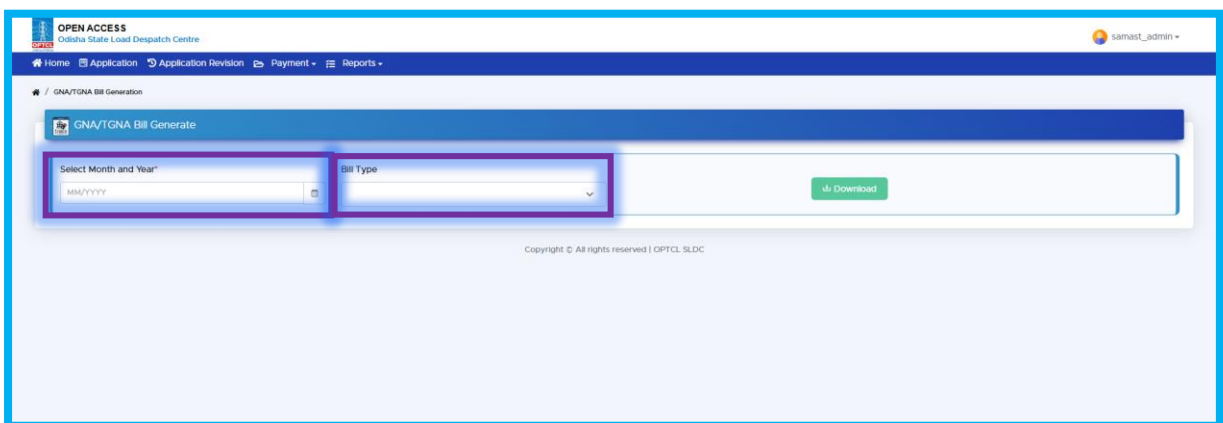 OPEN ACCESS
Odisha State Load Despatch Centre
OPTCL
samast_admin
Home Application Application Revision Payment Reports
/ GNA/TGNA Bill Generation
GNA/TGNA Bill Generate
Select Month and Year*
Bill Type
MM/YYYY
Download
Copyright © All rights reserved | OPTCL SLDC